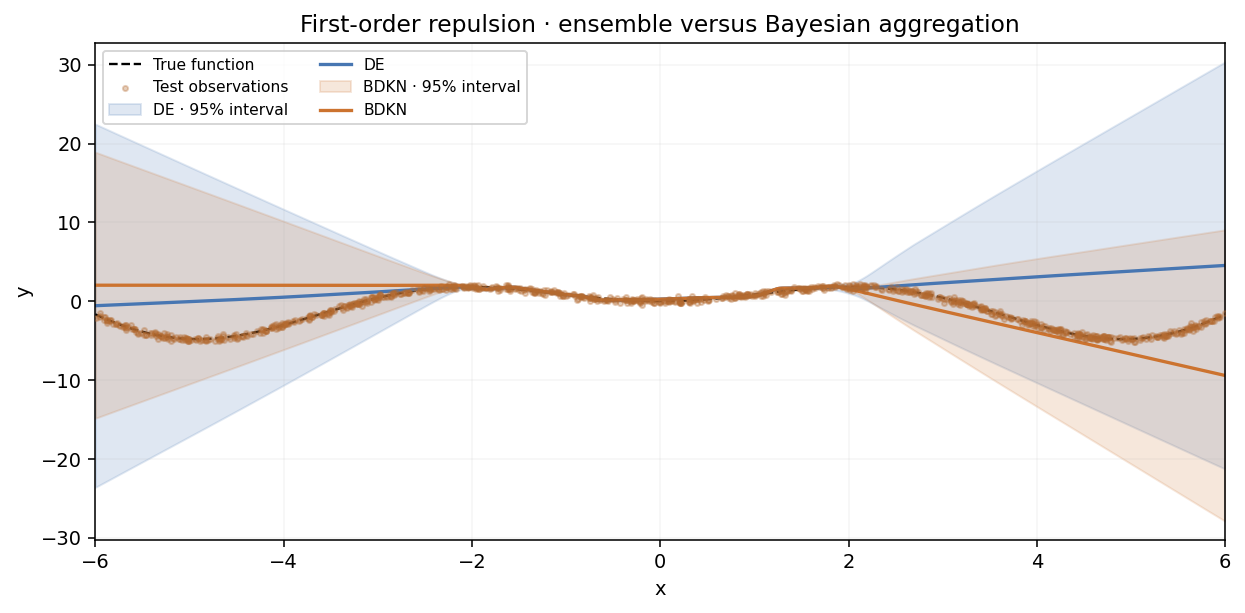 First-order repulsion · ensemble versus Bayesian aggregation
True function
Test observations
DE · 95% interval
DE
BDKN · 95% interval
BDKN
y
30
20
10
0
−10
−20
−30
−6
−4
−2
0
2
4
6
x